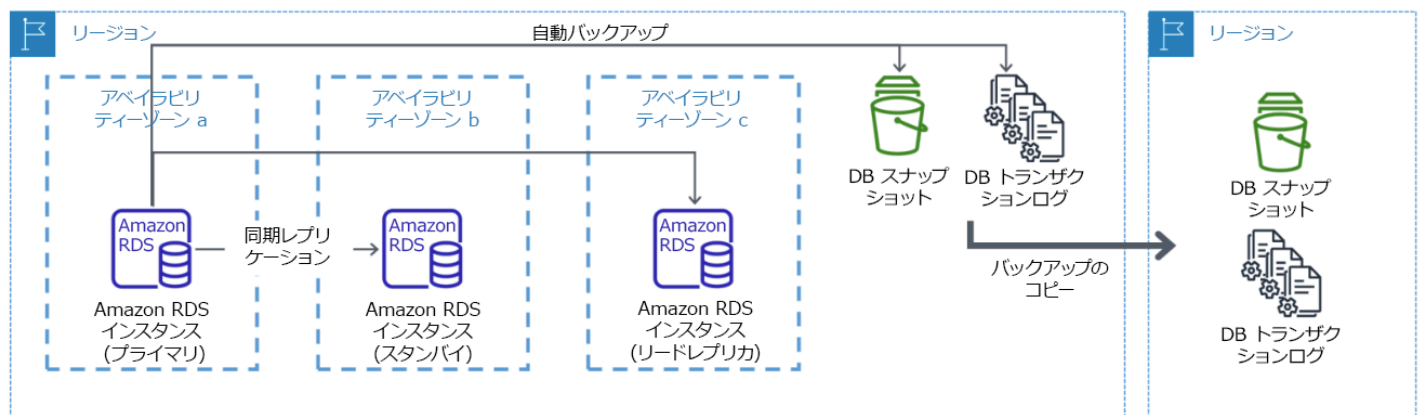 リージョン
自動バックアップ
リージョン
アベイラビリ
ティーゾーン a
アベイラビリ
ティーゾーン b
アベイラビリ
ティーゾーン c
DB スナップ
ショット
DB トランザク
ションログ
DB スナップ
ショット
Amazon
RDS
同期レプリ
ケーション
Amazon
RDS
Amazon
RDS
バックアップの
コピー
Amazon RDS
インスタンス
(プライマリ)
Amazon RDS
インスタンス
(スタンバイ)
Amazon RDS
インスタンス
(リードレプリカ)
DB トランザク
ションログ